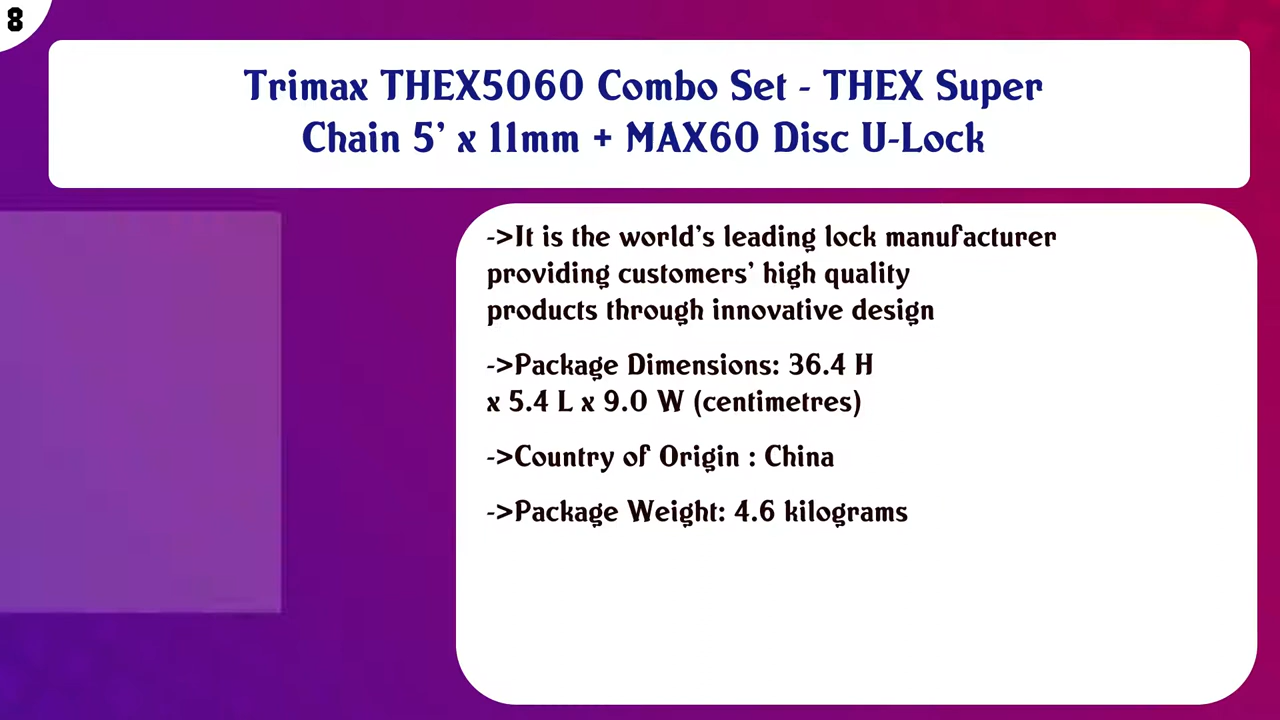 8
Trimax THEX5060 Combo Set - THEX Super
Chain 5' x 11mm + MAX60 Disc U-Lock
->It is the world's leading lock manufacturer
providing customers' high quality
products through innovative design
->Package Dimensions: 36.4 H
x 5.4 L x 9.0 W (centimetres)
->Country of Origin : China
->Package Weight: 4.6 kilograms